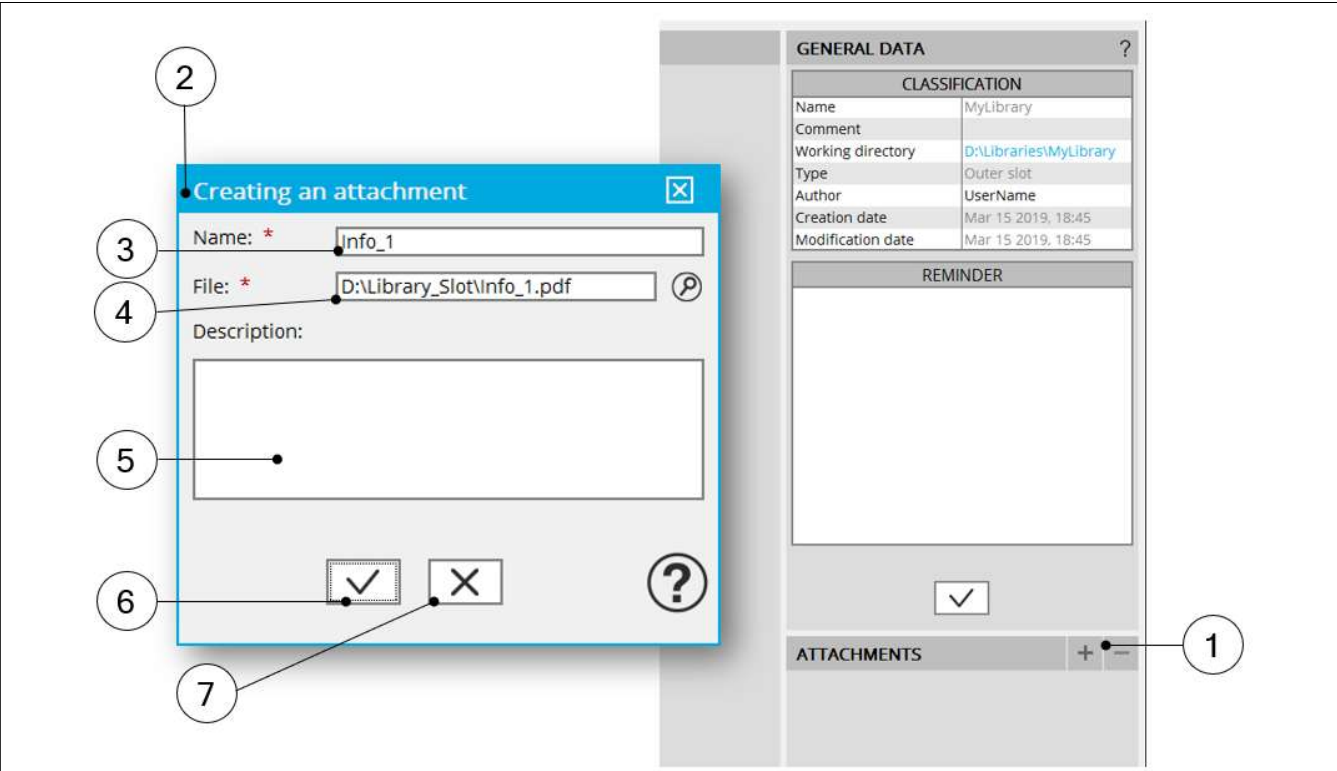 2
Creating an attachment
3
Name: * Info_1
File: * D:\Library_Slot\Info_1.pdf
4
Description:
5
?
6
7
GENERAL DATA ?
CLASSIFICATION
Name MyLibrary
Comment
Working directory D:\Libraries\MyLibrary
Type Outer slot
Author UserName
Creation date Mar 15 2019, 18:45
Modification date Mar 15 2019, 18:45
REMINDER
ATTACHMENTS + −
1